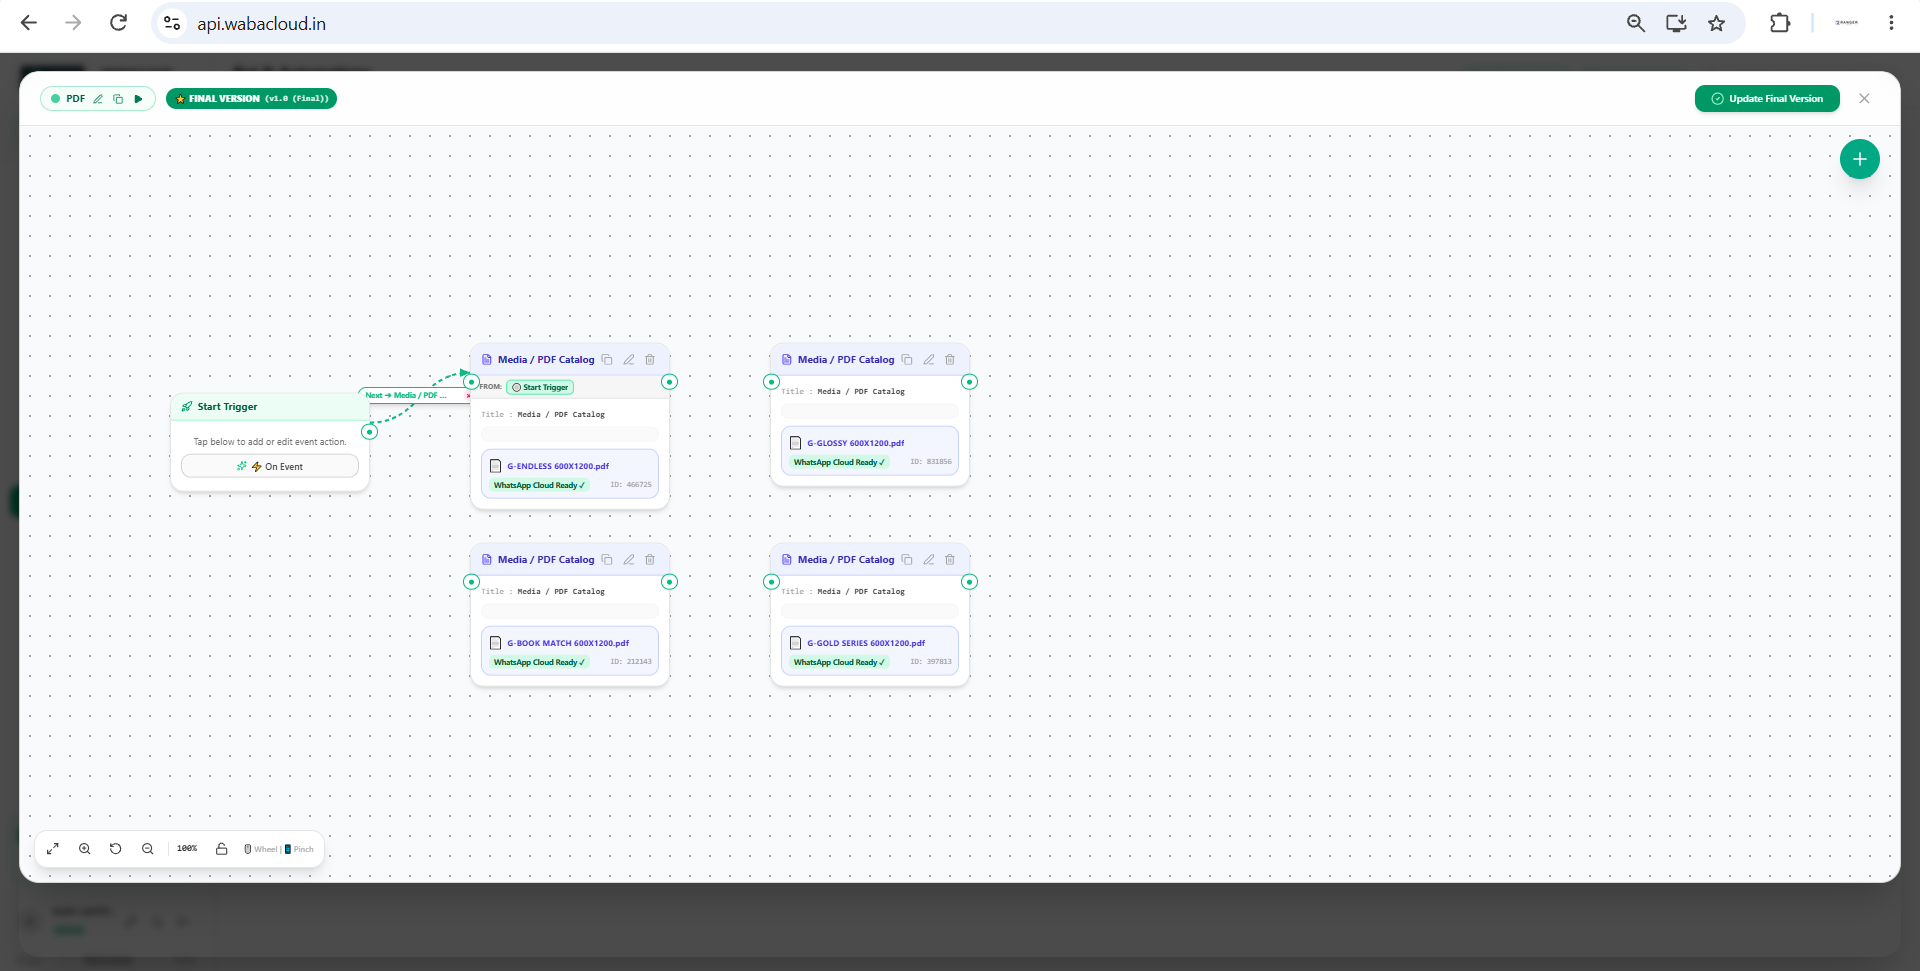 api.wabacloud.in
PDF
FINAL VERSION (v1.0 (Final))
Update Final Version
Start Trigger
Tap below to add or edit event action.
On Event
Next → Media / PDF ...
Media / PDF Catalog
FROM: Start Trigger
Title : Media / PDF Catalog
G-ENDLESS 600X1200.pdf
WhatsApp Cloud Ready ✓ ID: 466725
Media / PDF Catalog
Title : Media / PDF Catalog
G-GLOSSY 600X1200.pdf
WhatsApp Cloud Ready ✓ ID: 831856
Media / PDF Catalog
Title : Media / PDF Catalog
G-BOOK MATCH 600X1200.pdf
WhatsApp Cloud Ready ✓ ID: 212143
Media / PDF Catalog
Title : Media / PDF Catalog
G-GOLD SERIES 600X1200.pdf
WhatsApp Cloud Ready ✓ ID: 397813
100% Wheel | Pinch